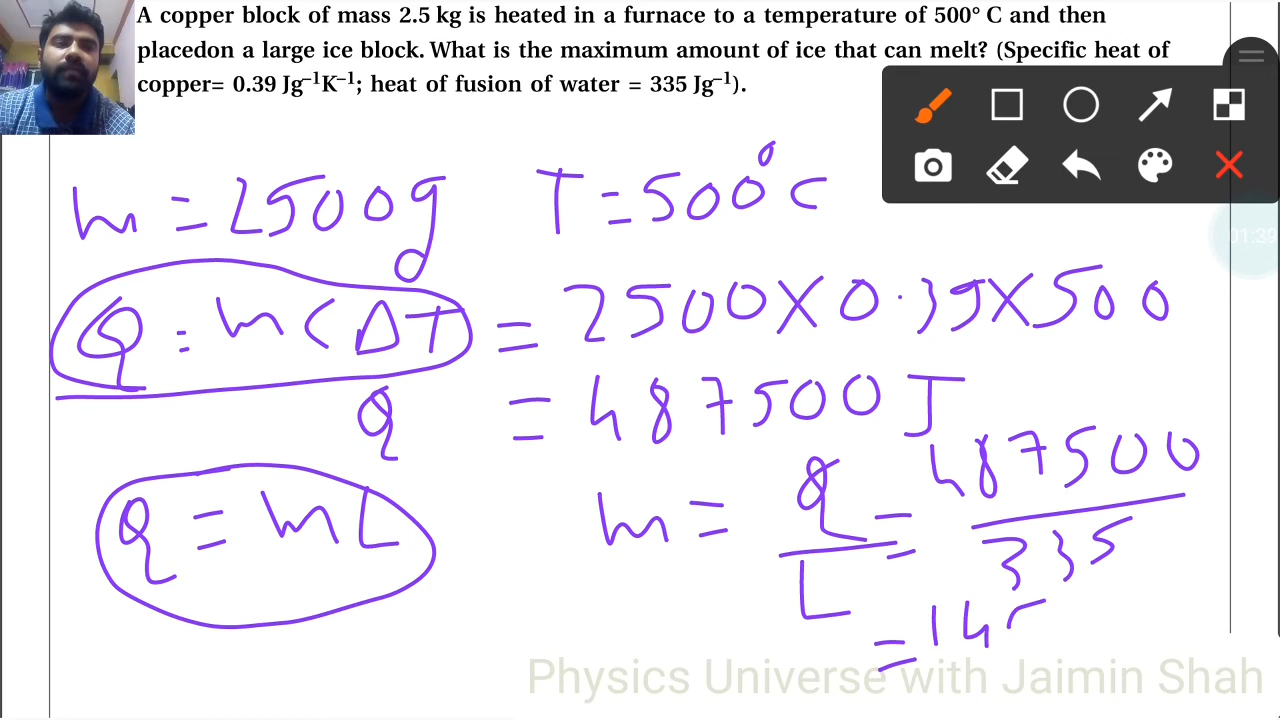 A copper block of mass 2.5 kg is heated in a furnace to a temperature of 500° C and then
placedon a large ice block. What is the maximum amount of ice that can melt? (Specific heat of
copper= 0.39 Jg⁻¹K⁻¹; heat of fusion of water = 335 Jg⁻¹).
m = 2500g T = 500°C
01:39
Q = mCΔT = 2500 X 0.39 X 500
Q = 487500 J
Q = mL
m = Q/L = 487500/335
= 14
Physics Universe with Jaimin Shah